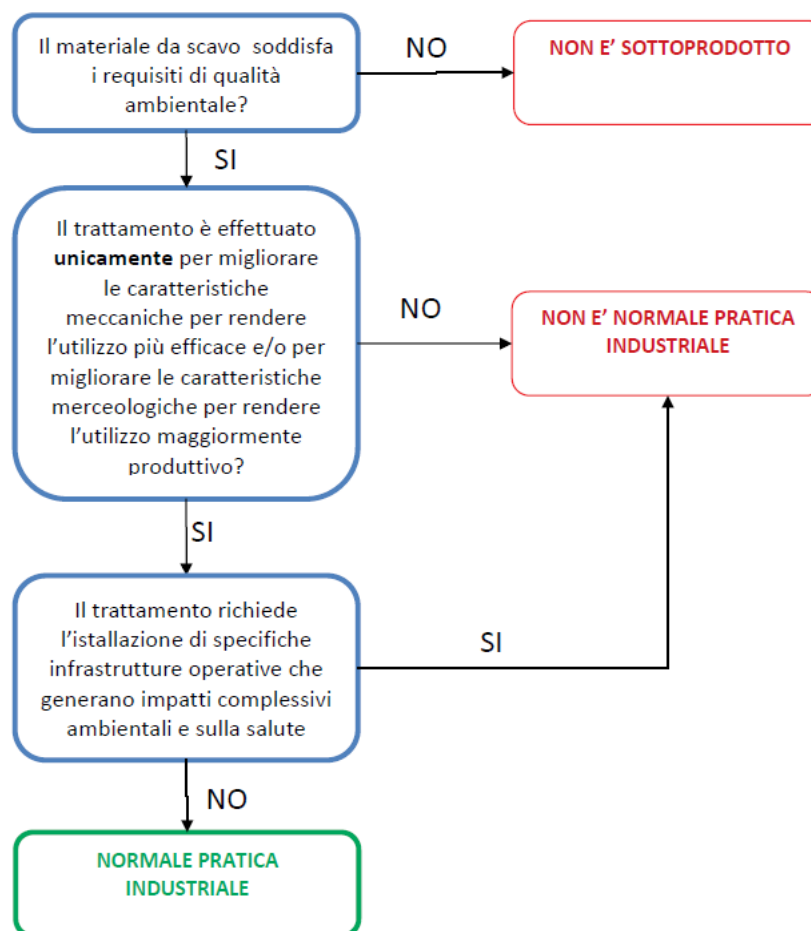 Il materiale da scavo soddisfa
i requisiti di qualità
ambientale?
NO
NON E’ SOTTOPRODOTTO
SI
Il trattamento è effettuato
unicamente per migliorare
le caratteristiche
meccaniche per rendere
l’utilizzo più efficace e/o per
migliorare le caratteristiche
merceologiche per rendere
l’utilizzo maggiormente
produttivo?
NO
NON E’ NORMALE PRATICA
INDUSTRIALE
SI
Il trattamento richiede
l’istallazione di specifiche
infrastrutture operative che
generano impatti complessivi
ambientali e sulla salute
SI
NO
NORMALE PRATICA
INDUSTRIALE